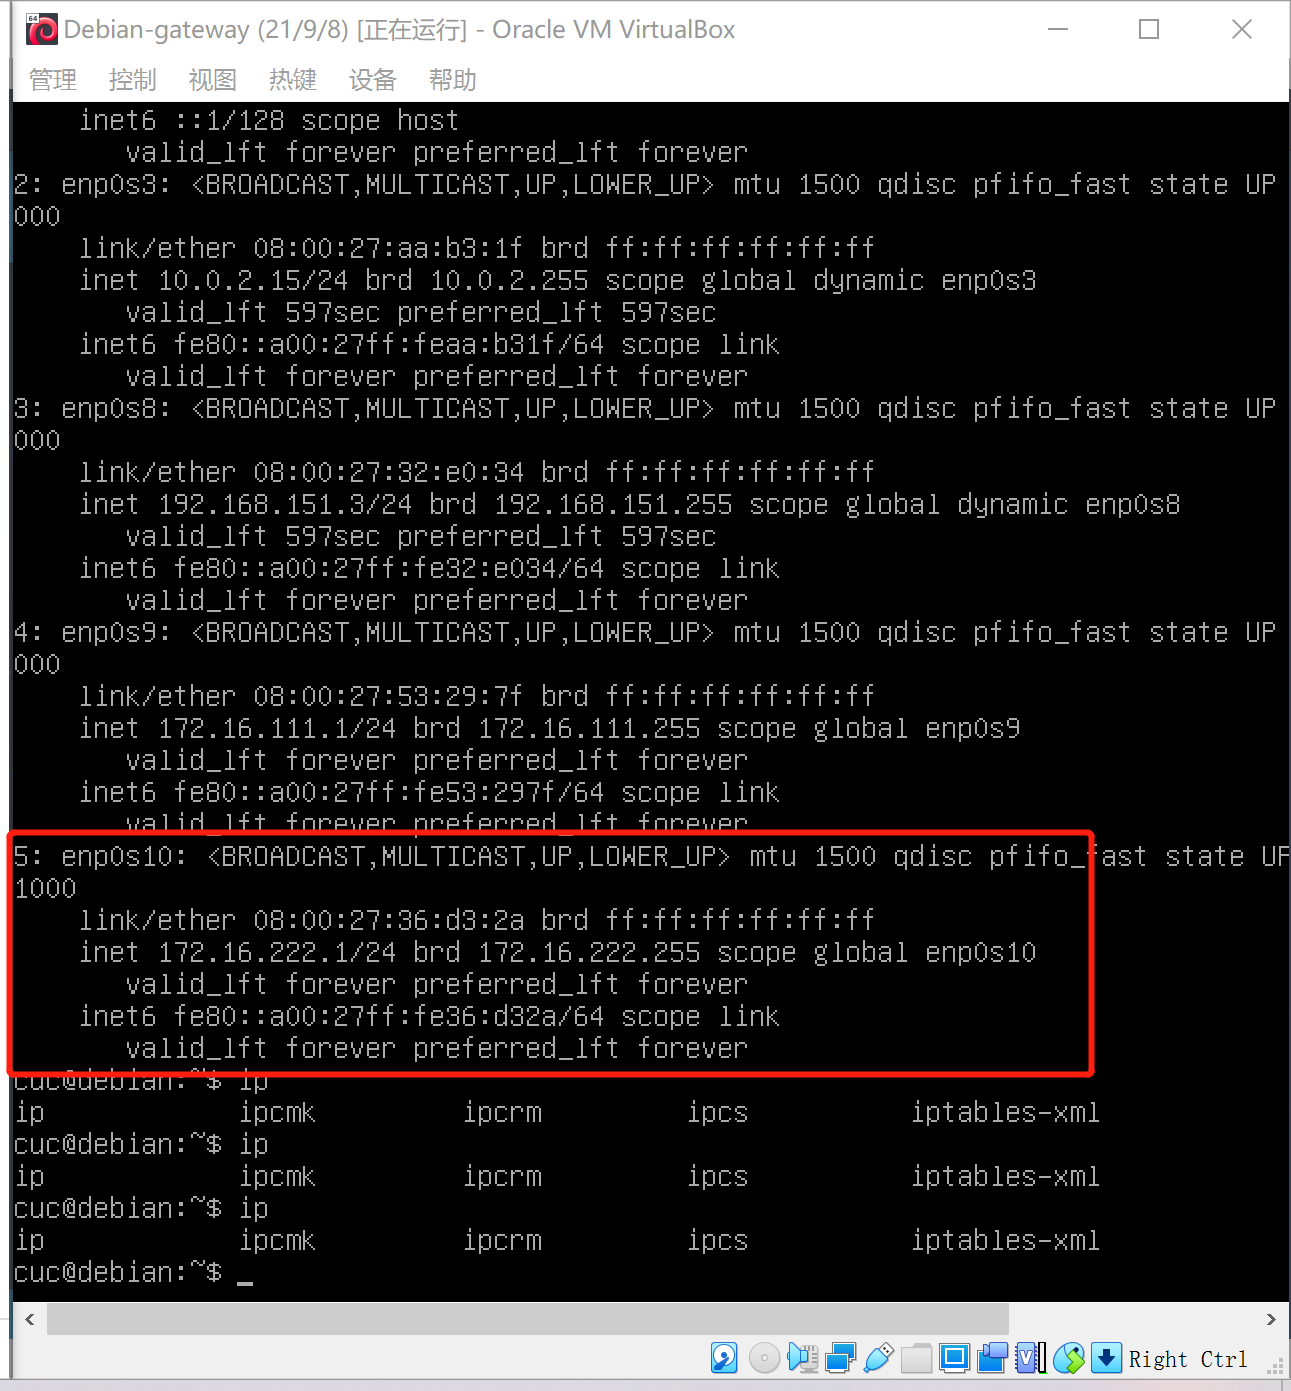 64
Debian-gateway (21/9/8) [正在运行] - Oracle VM VirtualBox
管理 控制 视图 热键 设备 帮助
inet6 ::1/128 scope host
valid_lft forever preferred_lft forever
2: enp0s3: <BROADCAST,MULTICAST,UP,LOWER_UP> mtu 1500 qdisc pfifo_fast state UP
000
link/ether 08:00:27:aa:b3:1f brd ff:ff:ff:ff:ff:ff
inet 10.0.2.15/24 brd 10.0.2.255 scope global dynamic enp0s3
valid_lft 597sec preferred_lft 597sec
inet6 fe80::a00:27ff:feaa:b31f/64 scope link
valid_lft forever preferred_lft forever
3: enp0s8: <BROADCAST,MULTICAST,UP,LOWER_UP> mtu 1500 qdisc pfifo_fast state UP
000
link/ether 08:00:27:32:e0:34 brd ff:ff:ff:ff:ff:ff
inet 192.168.151.3/24 brd 192.168.151.255 scope global dynamic enp0s8
valid_lft 597sec preferred_lft 597sec
inet6 fe80::a00:27ff:fe32:e034/64 scope link
valid_lft forever preferred_lft forever
4: enp0s9: <BROADCAST,MULTICAST,UP,LOWER_UP> mtu 1500 qdisc pfifo_fast state UP
000
link/ether 08:00:27:53:29:7f brd ff:ff:ff:ff:ff:ff
inet 172.16.111.1/24 brd 172.16.111.255 scope global enp0s9
valid_lft forever preferred_lft forever
inet6 fe80::a00:27ff:fe53:297f/64 scope link
valid_lft forever preferred_lft forever
5: enp0s10: <BROADCAST,MULTICAST,UP,LOWER_UP> mtu 1500 qdisc pfifo_fast state UP
1000
link/ether 08:00:27:36:d3:2a brd ff:ff:ff:ff:ff:ff
inet 172.16.222.1/24 brd 172.16.222.255 scope global enp0s10
valid_lft forever preferred_lft forever
inet6 fe80::a00:27ff:fe36:d32a/64 scope link
valid_lft forever preferred_lft forever
cuc@debian:~$ ip
ip ipcmk ipcrm ipcs iptables-xml
cuc@debian:~$ ip
ip ipcmk ipcrm ipcs iptables-xml
cuc@debian:~$ ip
ip ipcmk ipcrm ipcs iptables-xml
cuc@debian:~$ _
Right Ctrl